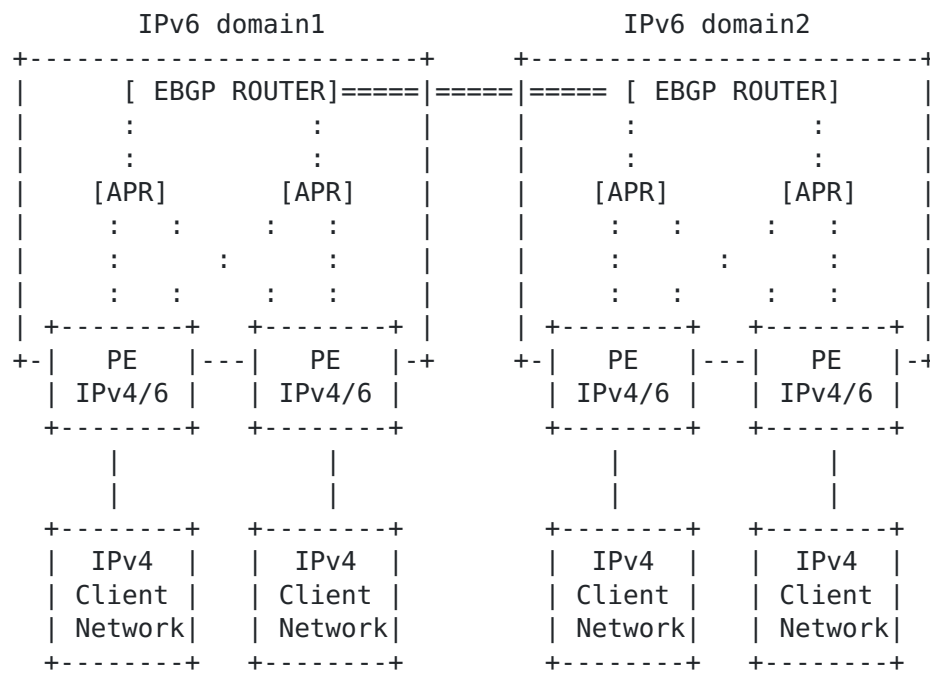 IPv6 domain1 IPv6 domain2
[ EBGP ROUTER]=====|=====|===== [ EBGP ROUTER]
[APR] [APR] [APR] [APR]
PE PE PE PE
IPv4/6 IPv4/6 IPv4/6 IPv4/6
IPv4 IPv4 IPv4 IPv4
Client Client Client Client
Network Network Network Network